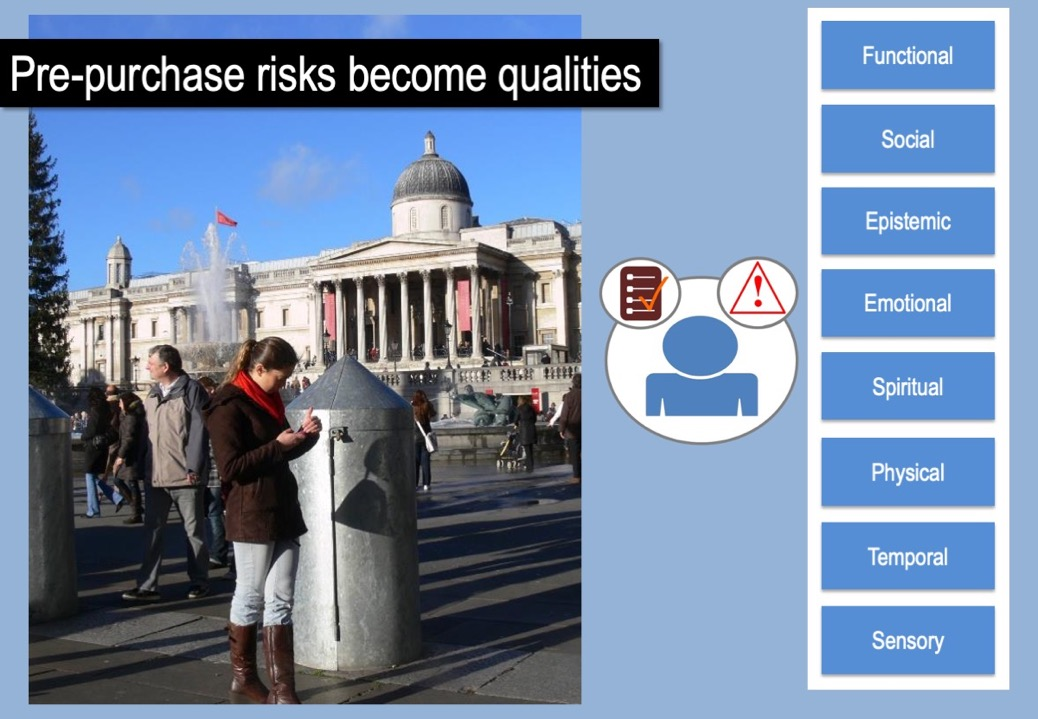 Pre-purchase risks become qualities
Functional
Social
Epistemic
Emotional
Spiritual
Physical
Temporal
Sensory